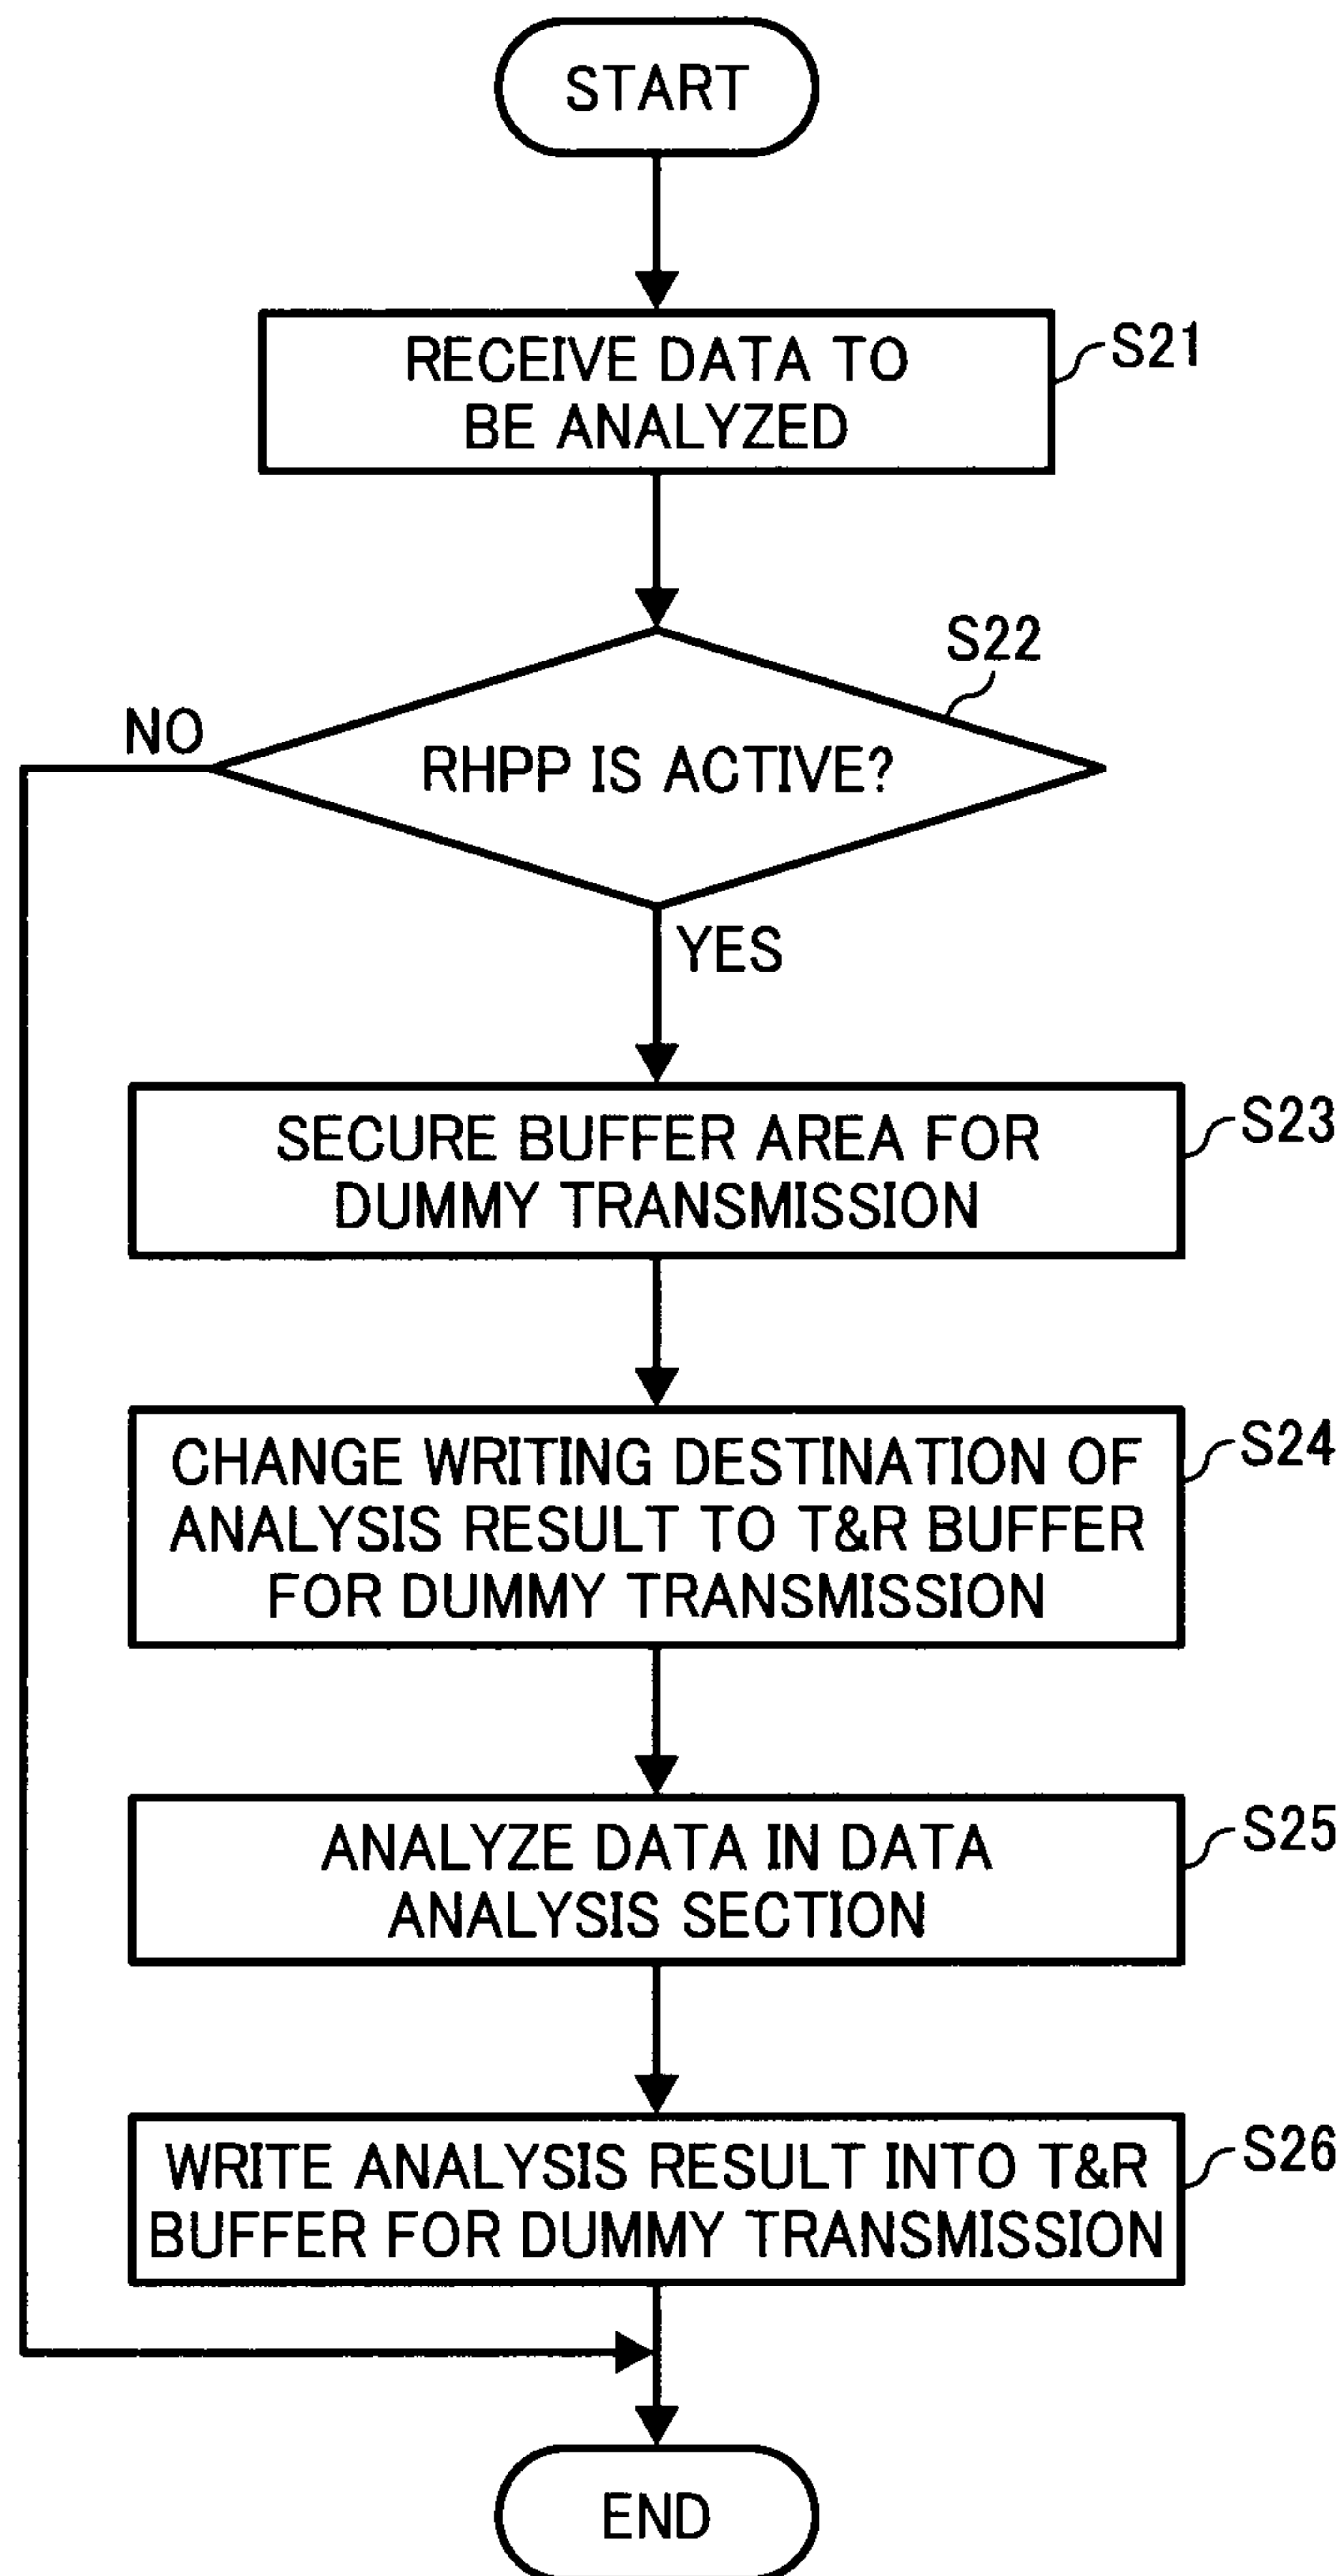 START
RECEIVE DATA TO
BE ANALYZED
S21
S22
NO
RHPP IS ACTIVE?
YES
SECURE BUFFER AREA FOR
DUMMY TRANSMISSION
S23
CHANGE WRITING DESTINATION OF
ANALYSIS RESULT TO T&R BUFFER
FOR DUMMY TRANSMISSION
S24
ANALYZE DATA IN DATA
ANALYSIS SECTION
S25
WRITE ANALYSIS RESULT INTO T&R
BUFFER FOR DUMMY TRANSMISSION
S26
END